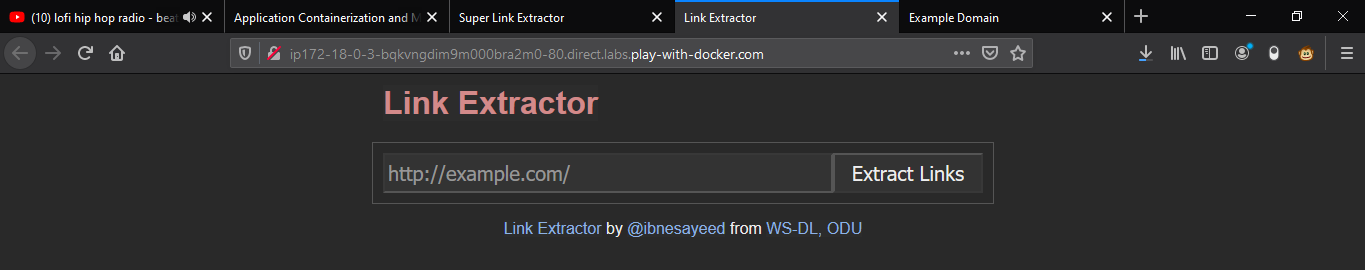 (10) lofi hip hop radio - bea
Application Containerization and M
Super Link Extractor
Link Extractor
Example Domain
ip172-18-0-3-bqkvngdim9m000bra2m0-80.direct.labs.play-with-docker.com
Link Extractor
http://example.com/
Extract Links
Link Extractor by @ibnesayeed from WS-DL, ODU